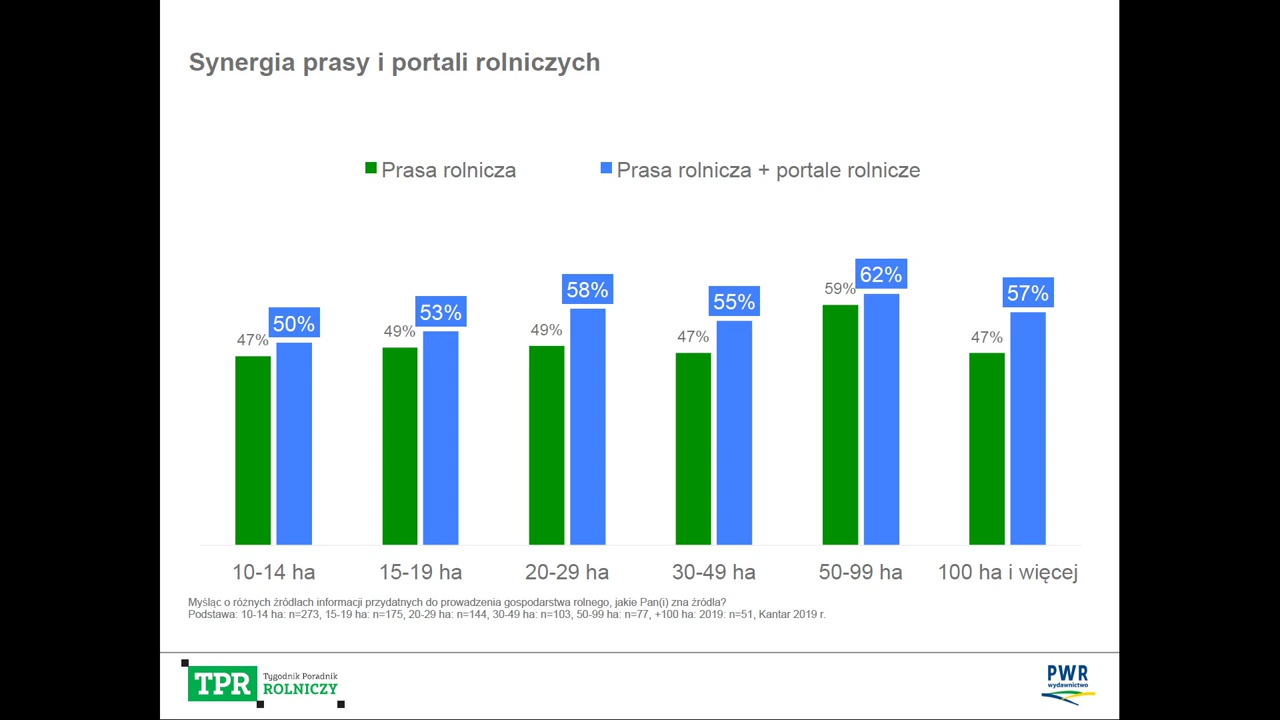 Synergia prasy i portali rolniczych
Prasa rolnicza
Prasa rolnicza + portale rolnicze
47%
50%
49%
53%
49%
58%
47%
55%
59%
62%
47%
57%
10-14 ha
15-19 ha
20-29 ha
30-49 ha
50-99 ha
100 ha i więcej
Myśląc o różnych źródłach informacji przydatnych do prowadzenia gospodarstwa rolnego, jakie Pan(i) zna źródła?
Podstawa: 10-14 ha: n=273, 15-19 ha: n=175, 20-29 ha: n=144, 30-49 ha: n=103, 50-99 ha: n=77, +100 ha: 2019: n=51, Kantar 2019 r.
TPR
Tygodnik Poradnik
ROLNICZY
PWR
wydawnictwo